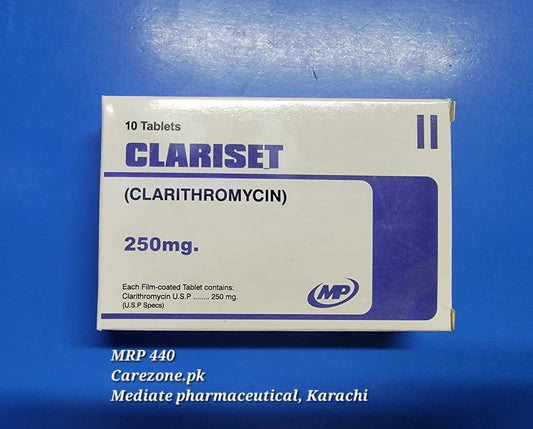 10 Tablets
CLARISET
(CLARITHROMYCIN)
250mg.
Each Film-coated Tablet contains:
Clarithromycin U.S.P ........ 250 mg.
(U.S.P Specs)
MP
MRP 440
Carezone.pk
Mediate pharmaceutical, Karachi